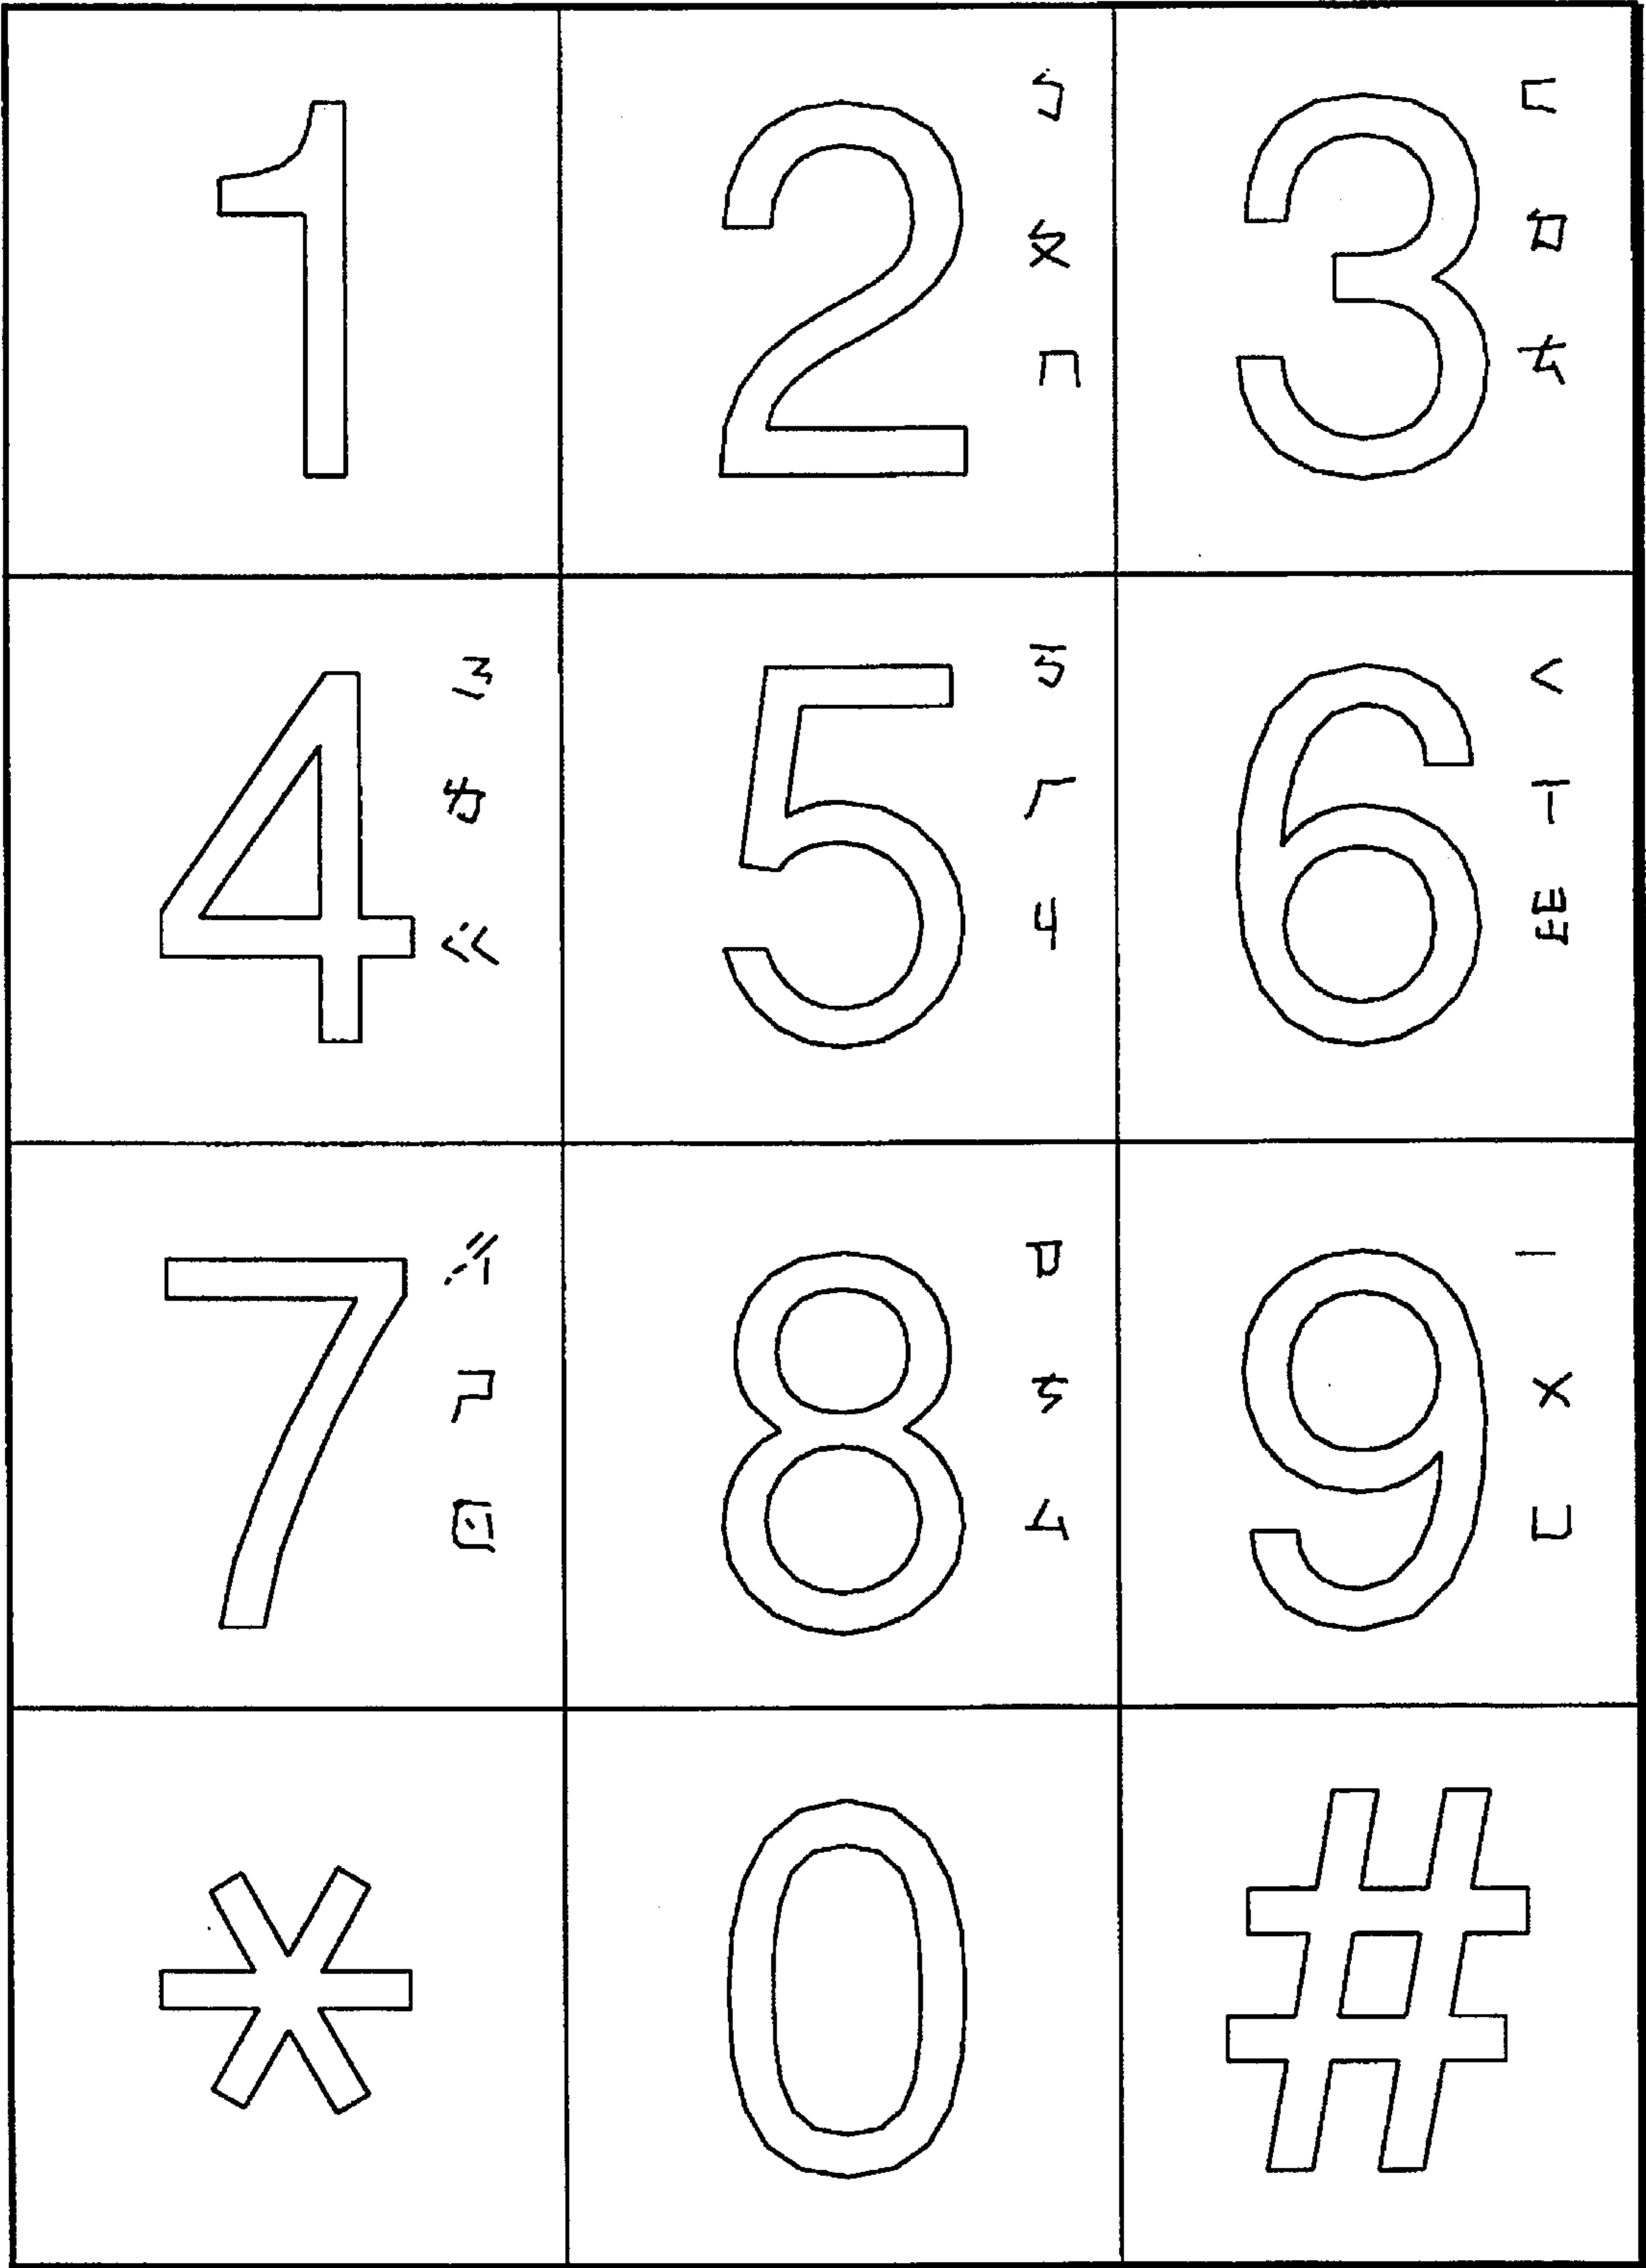 1
2 ㄅ ㄆ ㄇ
3 ㄈ ㄉ ㄊ
4 ㄋ ㄌ ㄍ
5 ㄎ ㄏ ㄐ
6 ㄑ ㄒ ㄓ
7 ㄔ ㄕ ㄖ
8 ㄗ ㄘ ㄙ
9 ㄧ ㄨ ㄩ
*
0
#